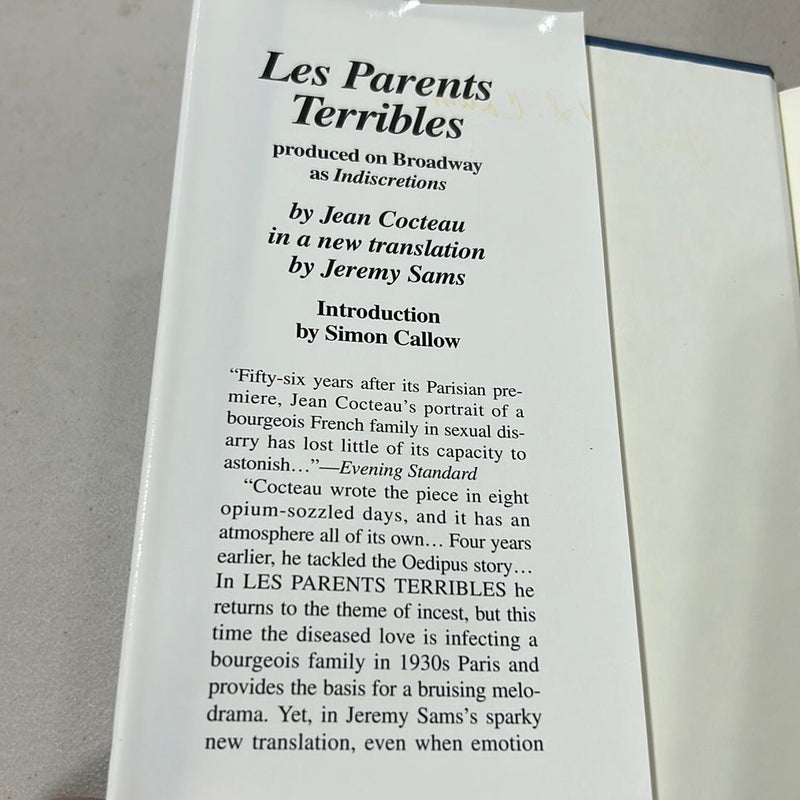 Les Parents
Terribles
produced on Broadway
as Indiscretions
by Jean Cocteau
in a new translation
by Jeremy Sams
Introduction
by Simon Callow
“Fifty-six years after its Parisian pre-
miere, Jean Cocteau’s portrait of a
bourgeois French family in sexual dis-
array has lost little of its capacity to
astonish…”—Evening Standard
“Cocteau wrote the piece in eight
opium-sozzled days, and it has an
atmosphere all of its own… Four years
earlier, he tackled the Oedipus story…
In LES PARENTS TERRIBLES he
returns to the theme of incest, but this
time the diseased love is infecting a
bourgeois family in 1930s Paris and
provides the basis for a bruising melo-
drama. Yet, in Jeremy Sams’s sparky
new translation, even when emotion